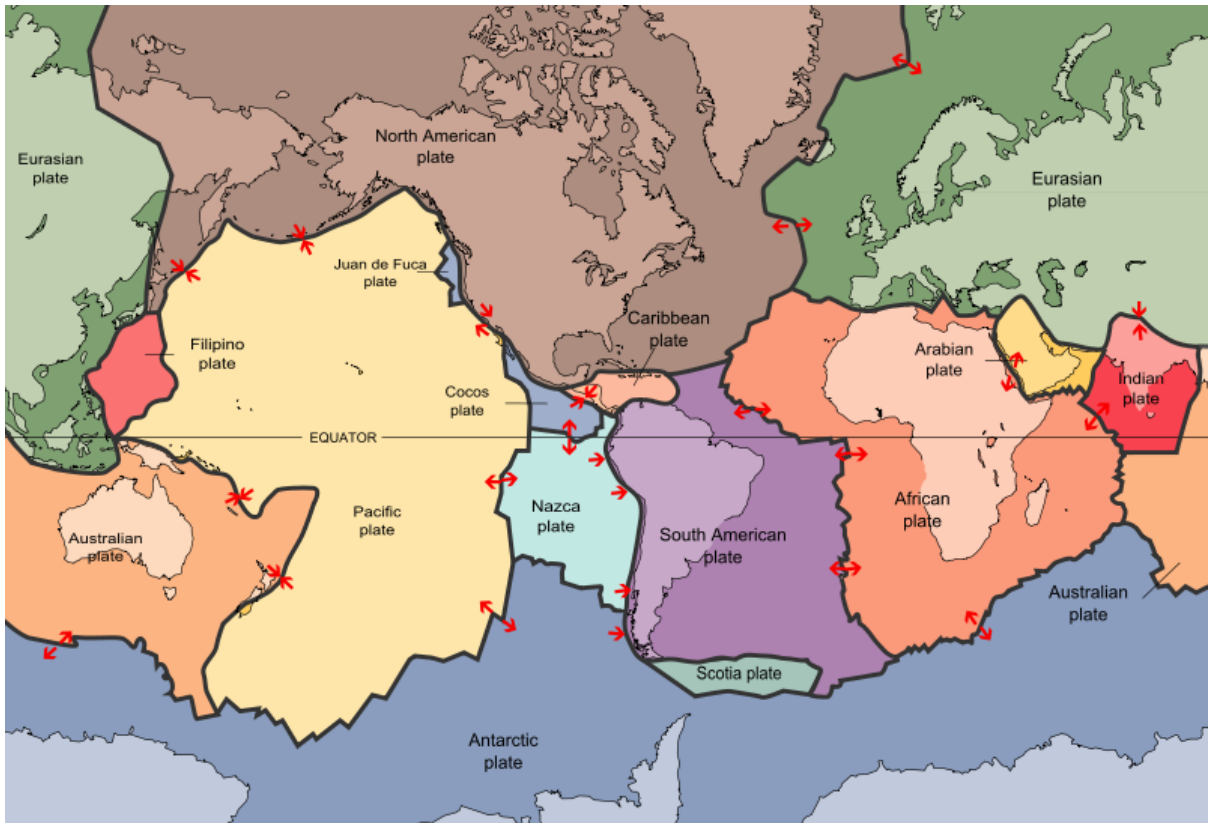 North American
plate
Eurasian
plate
Eurasian
plate
Juan de Fuca
plate
Caribbean
plate
Filipino
plate
Arabian
plate
Indian
plate
Cocos
plate
EQUATOR
Nazca
plate
Pacific
plate
African
plate
South American
plate
Australian
plate
Australian
plate
Scotia plate
Antarctic
plate